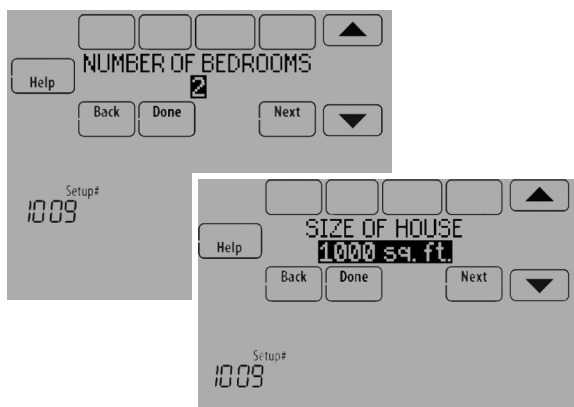 NUMBER OF BEDROOMS
Help
2
Back Done Next
Setup#
1009
SIZE OF HOUSE
Help
1000 sq. ft.
Back Done Next
Setup#
1009